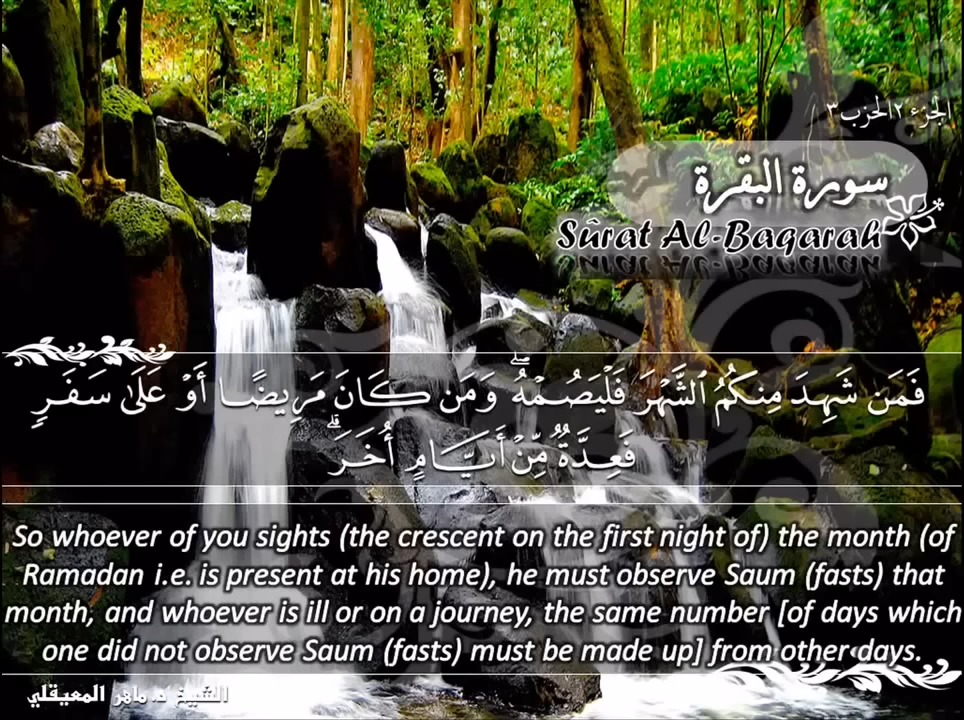 الجزء ٢ الحزب ٣
سورة البقرة
Sûrat Al-Baqarah
فَمَن شَهِدَ مِنكُمُ ٱلشَّهْرَ فَلْيَصُمْهُ ۖ وَمَن كَانَ مَرِيضًا أَوْ عَلَىٰ سَفَرٍ
فَعِدَّةٌ مِّنْ أَيَّامٍ أُخَرَ ۗ
So whoever of you sights (the crescent on the first night of) the month (of
Ramadan i.e. is present at his home), he must observe Saum (fasts) that
month, and whoever is ill or on a journey, the same number [of days which
one did not observe Saum (fasts) must be made up] from other days.
الشيخ د. ماهر المعيقلي